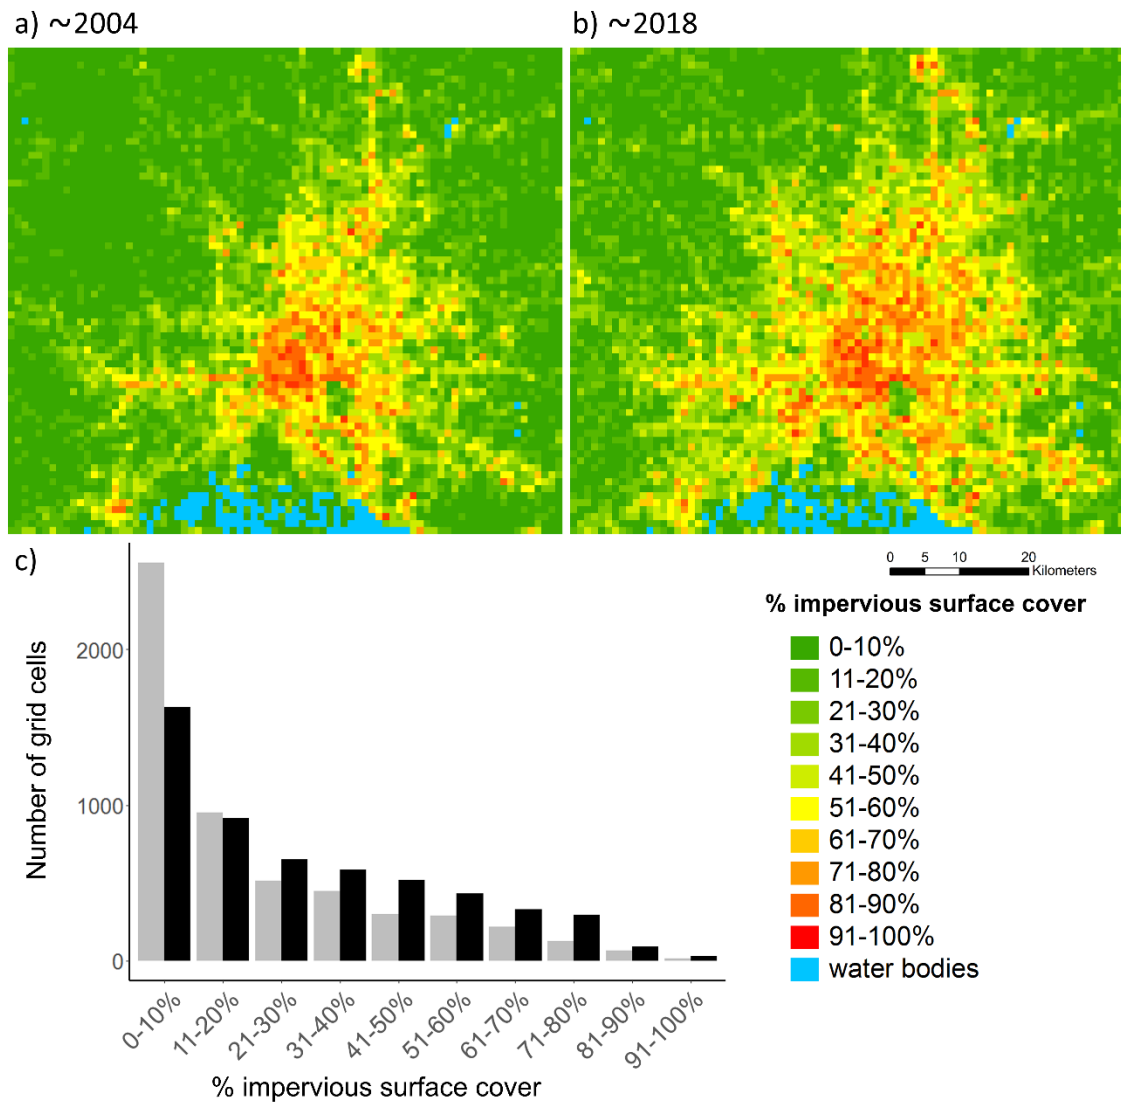 a) ~2004
b) ~2018
c)
0 5 10 20
Kilometers
% impervious surface cover
0-10%
11-20%
21-30%
31-40%
41-50%
51-60%
61-70%
71-80%
81-90%
91-100%
water bodies
Number of grid cells
2000
1000
0
0-10%
11-20%
21-30%
31-40%
41-50%
51-60%
61-70%
71-80%
81-90%
91-100%
% impervious surface cover